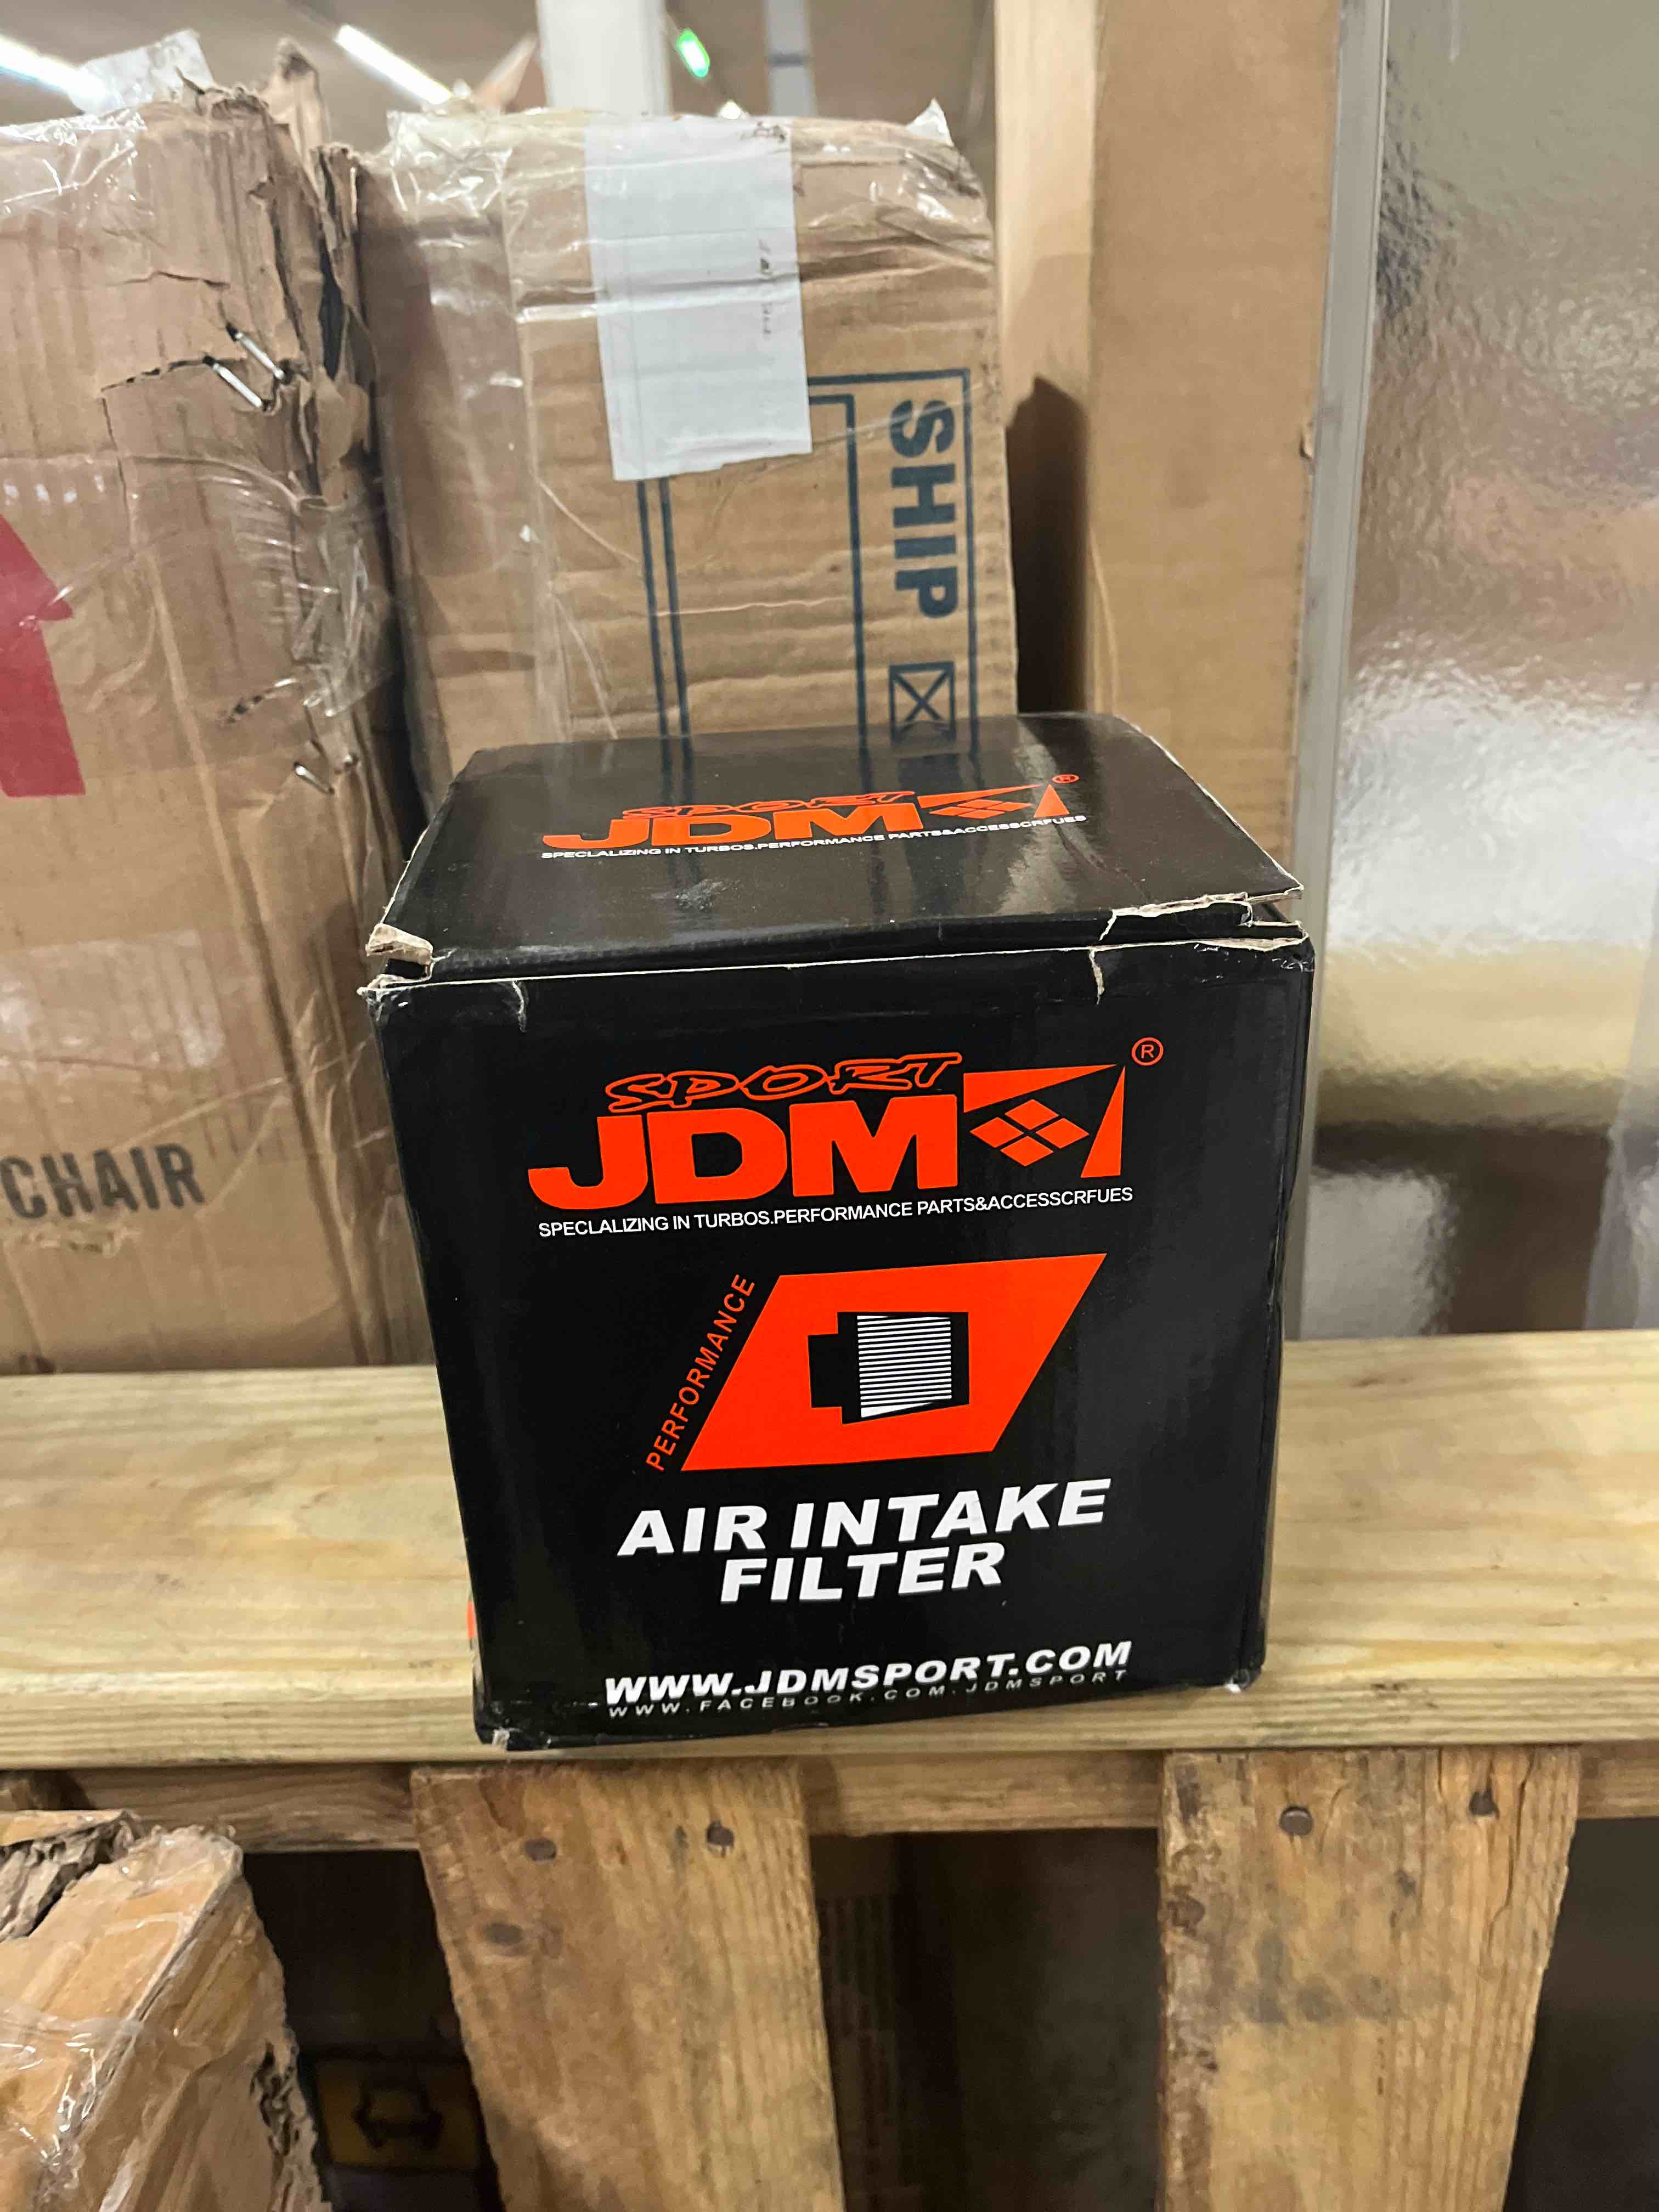 SHIP
CHAIR
SPORT
JDM
®
SPECLALIZING IN TURBOS.PERFORMANCE PARTS&ACCESSCRFUES
SPORT
JDM
®
SPECLALIZING IN TURBOS.PERFORMANCE PARTS&ACCESSCRFUES
PERFORMANCE
AIR INTAKE
FILTER
WWW.JDMSPORT.COM
WWW.FACEBOOK.COM.JDMSPORT